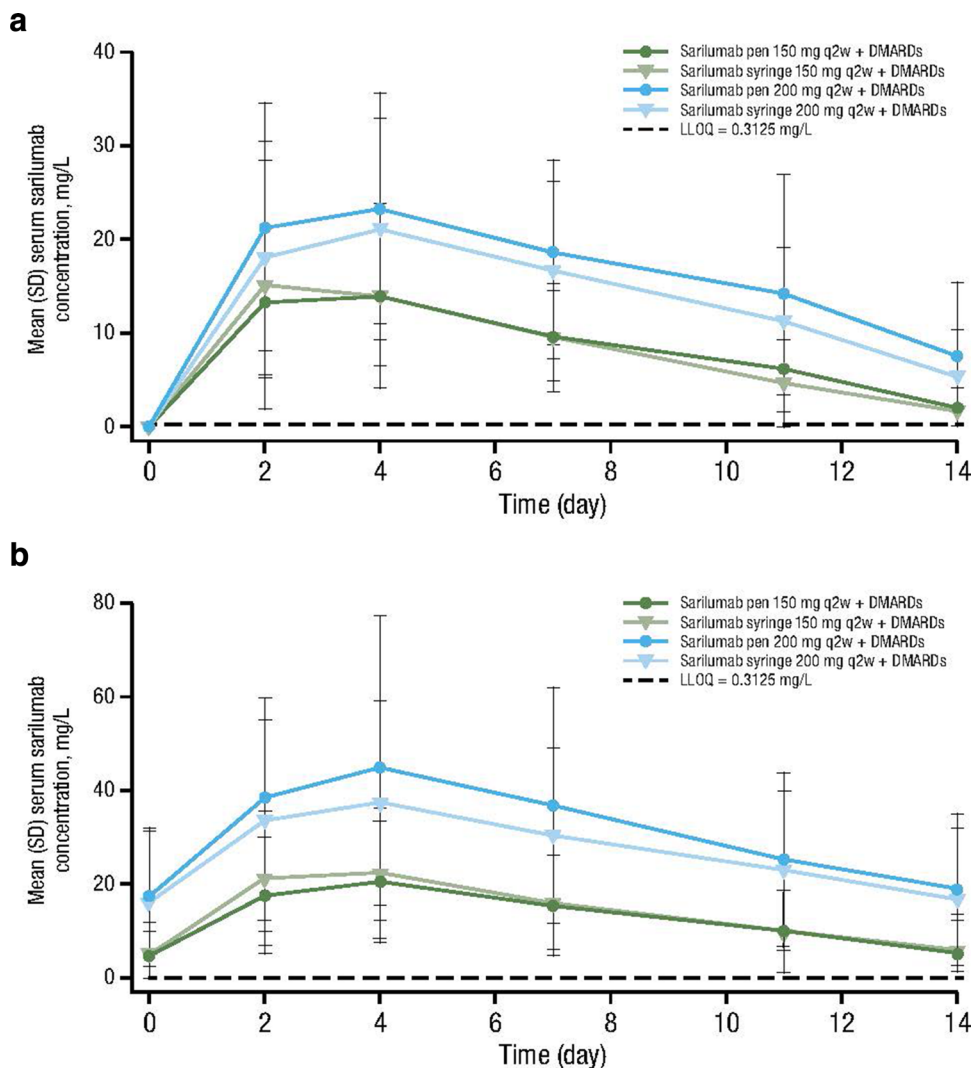 a
40
30
20
10
0
Mean (SD) serum sarilumab
concentration, mg/L
Sarilumab pen 150 mg q2w + DMARDs
Sarilumab syringe 150 mg q2w + DMARDs
Sarilumab pen 200 mg q2w + DMARDs
Sarilumab syringe 200 mg q2w + DMARDs
LLOQ = 0.3125 mg/L
0 2 4 6 8 10 12 14
Time (day)
b
80
60
40
20
0
Mean (SD) serum sarilumab
concentration, mg/L
Sarilumab pen 150 mg q2w + DMARDs
Sarilumab syringe 150 mg q2w + DMARDs
Sarilumab pen 200 mg q2w + DMARDs
Sarilumab syringe 200 mg q2w + DMARDs
LLOQ = 0.3125 mg/L
0 2 4 6 8 10 12 14
Time (day)